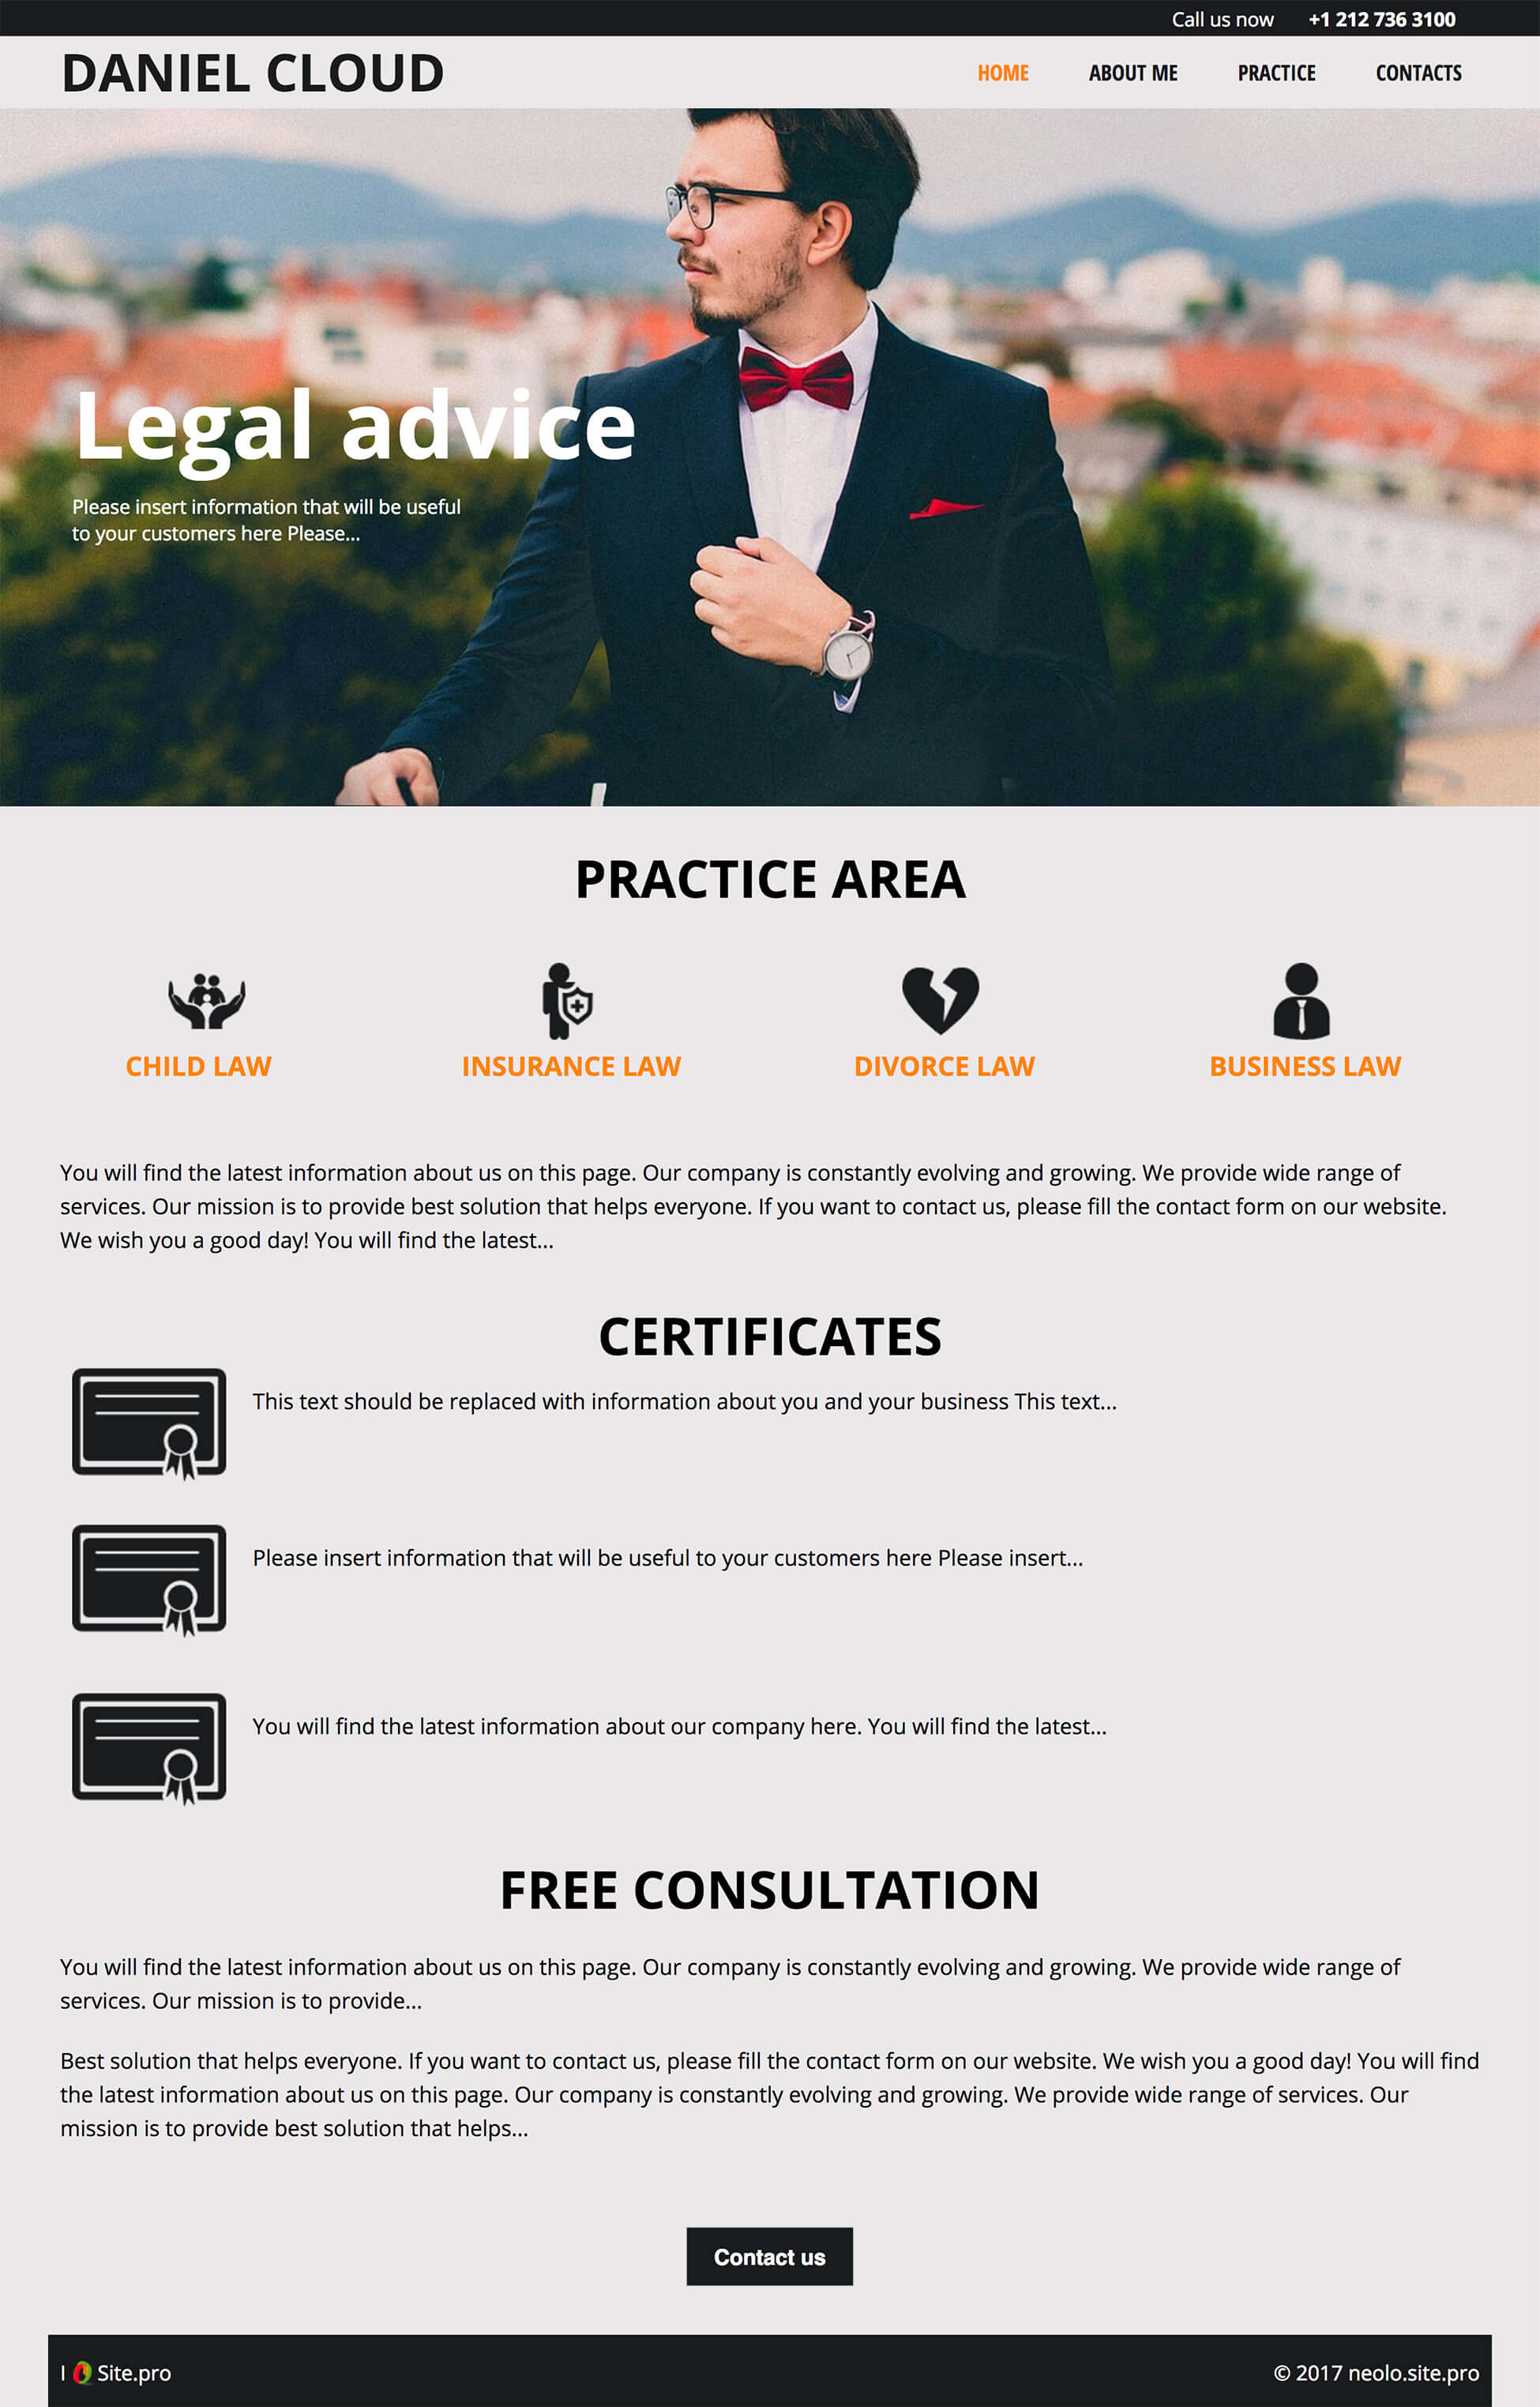 Call us now +1 212 736 3100
DANIEL CLOUD
HOME ABOUT ME PRACTICE CONTACTS
Legal advice
Please insert information that will be useful
to your customers here Please...
PRACTICE AREA
CHILD LAW
INSURANCE LAW
DIVORCE LAW
BUSINESS LAW
You will find the latest information about us on this page. Our company is constantly evolving and growing. We provide wide range of
services. Our mission is to provide best solution that helps everyone. If you want to contact us, please fill the contact form on our website.
We wish you a good day! You will find the latest...
CERTIFICATES
This text should be replaced with information about you and your business This text...
Please insert information that will be useful to your customers here Please insert...
You will find the latest information about our company here. You will find the latest...
FREE CONSULTATION
You will find the latest information about us on this page. Our company is constantly evolving and growing. We provide wide range of
services. Our mission is to provide...
Best solution that helps everyone. If you want to contact us, please fill the contact form on our website. We wish you a good day! You will find
the latest information about us on this page. Our company is constantly evolving and growing. We provide wide range of services. Our
mission is to provide best solution that helps...
Contact us
I Site.pro
© 2017 neolo.site.pro